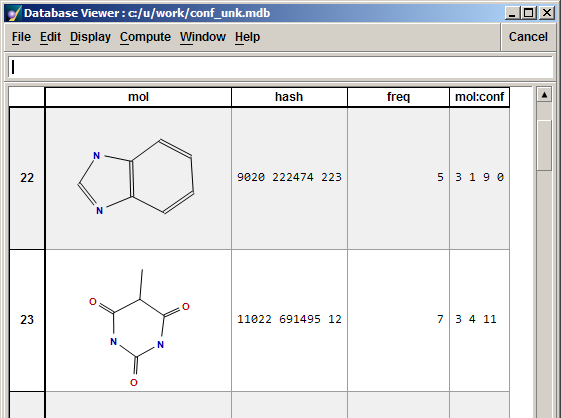 Database Viewer : c:/u/work/conf_unk.mdb
File Edit Display Compute Window Help Cancel
mol hash freq mol:conf
22 N N 9020 222474 223 5 3 1 9 0
23 O O N N O 11022 691495 12 7 3 4 11